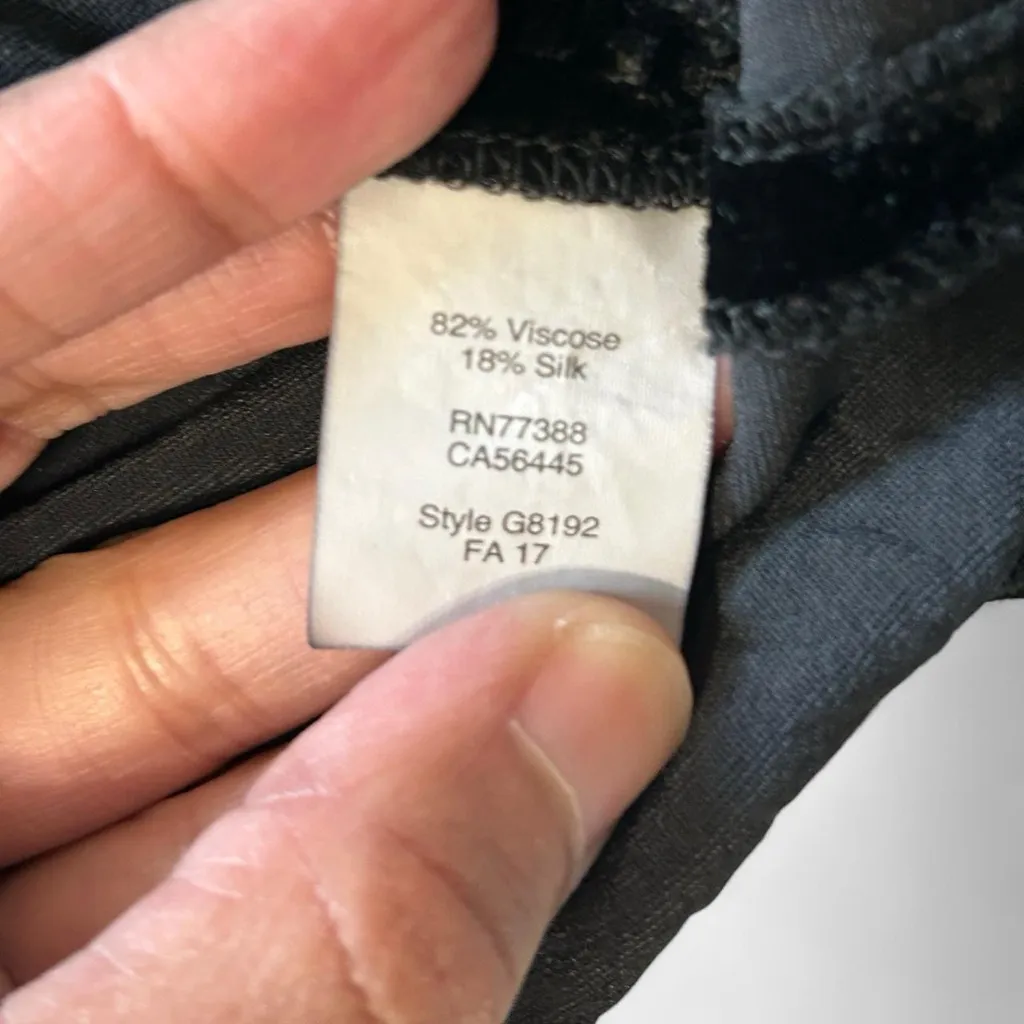 82% Viscose
18% Silk
RN77388
CA56445
Style G8192
FA 17